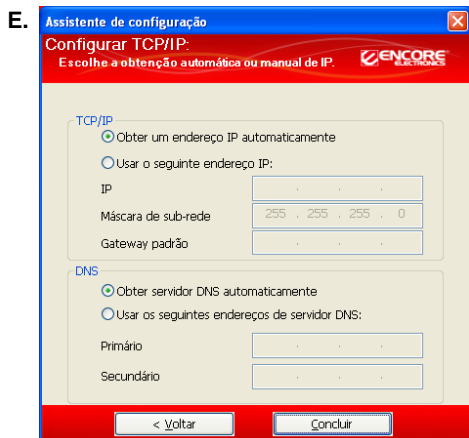 E.
Assistente de configuração
Configurar TCP/IP:
Escolhe a obtenção automática ou manual de IP.
ENCORE
ELECTRONICS
TCP/IP
Obter um endereço IP automaticamente
Usar o seguinte endereço IP:
IP
Máscara de sub-rede 255 . 255 . 255 . 0
Gateway padrão
DNS
Obter servidor DNS automaticamente
Usar os seguintes endereços de servidor DNS:
Primário
Secundário
< Voltar Concluir